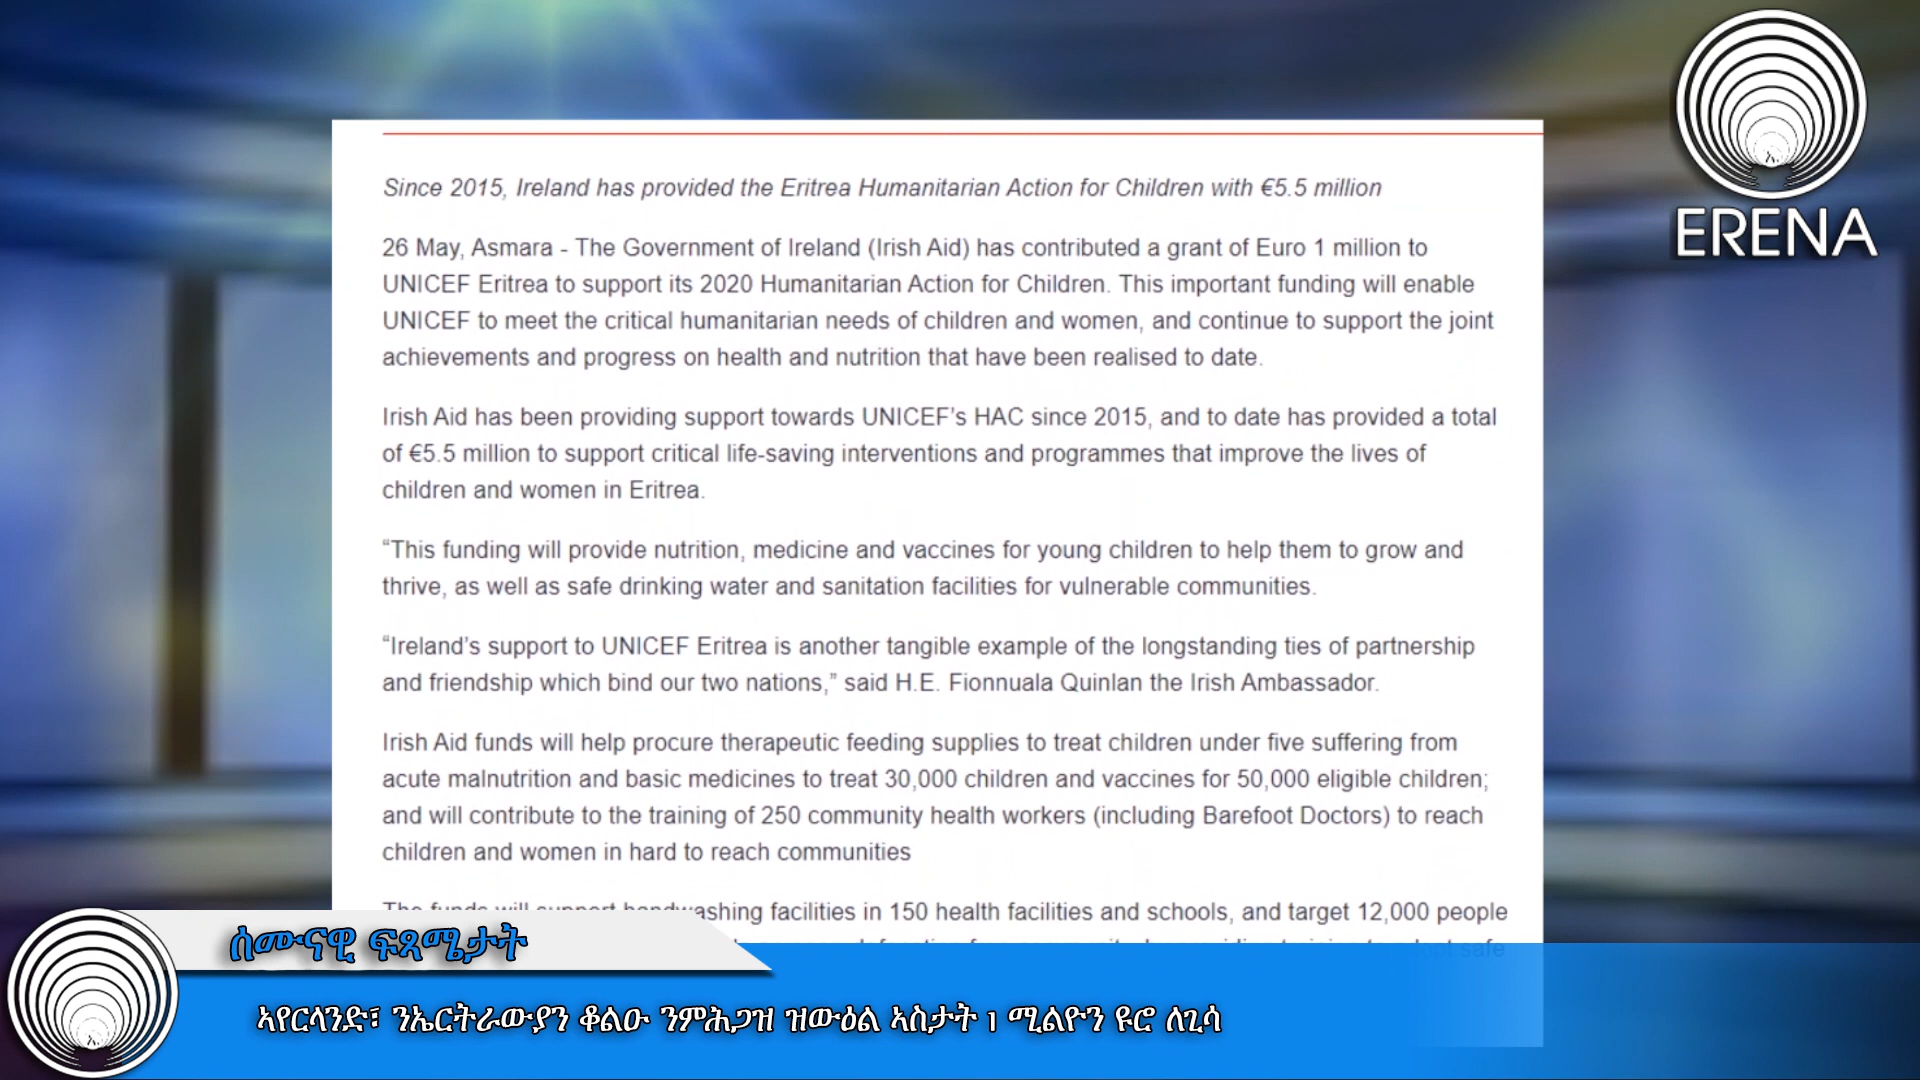 ERENA
Since 2015, Ireland has provided the Eritrea Humanitarian Action for Children with €5.5 million
26 May, Asmara - The Government of Ireland (Irish Aid) has contributed a grant of Euro 1 million to
UNICEF Eritrea to support its 2020 Humanitarian Action for Children. This important funding will enable
UNICEF to meet the critical humanitarian needs of children and women, and continue to support the joint
achievements and progress on health and nutrition that have been realised to date.
Irish Aid has been providing support towards UNICEF's HAC since 2015, and to date has provided a total
of €5.5 million to support critical life-saving interventions and programmes that improve the lives of
children and women in Eritrea.
“This funding will provide nutrition, medicine and vaccines for young children to help them to grow and
thrive, as well as safe drinking water and sanitation facilities for vulnerable communities.
“Ireland’s support to UNICEF Eritrea is another tangible example of the longstanding ties of partnership
and friendship which bind our two nations,” said H.E. Fionnuala Quinlan the Irish Ambassador.
Irish Aid funds will help procure therapeutic feeding supplies to treat children under five suffering from
acute malnutrition and basic medicines to treat 30,000 children and vaccines for 50,000 eligible children;
and will contribute to the training of 250 community health workers (including Barefoot Doctors) to reach
children and women in hard to reach communities
The funds will support handwashing facilities in 150 health facilities and schools, and target 12,000 people
safe
ሰሙናዊ ፍጻሜታት
ኣየርላንድ፣ ንኤርትራውያን ቆልዑ ንምሕጋዝ ዝውዕል ኣስታት 1 ሚልዮን ዩሮ ለጊሳ